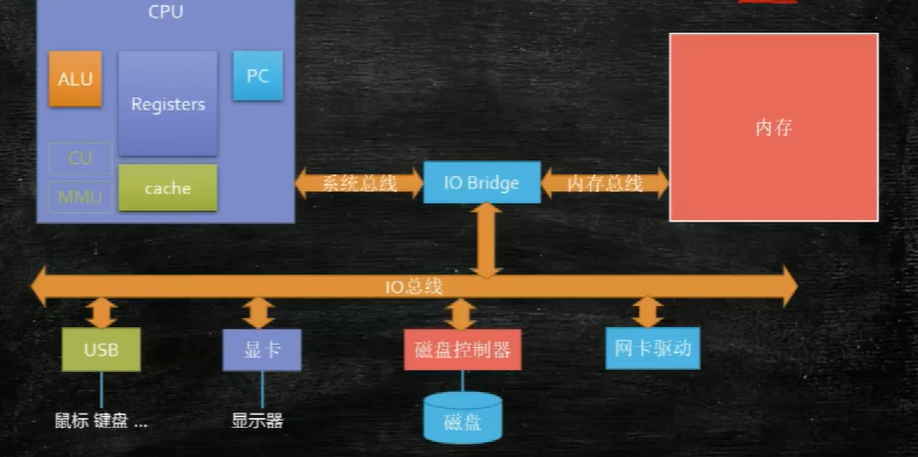 CPU
ALU
Registers
PC
CU
MMU
cache
系统总线
IO Bridge
内存总线
内存
IO总线
USB
显卡
磁盘控制器
网卡驱动
鼠标 键盘 ...
显示器
磁盘